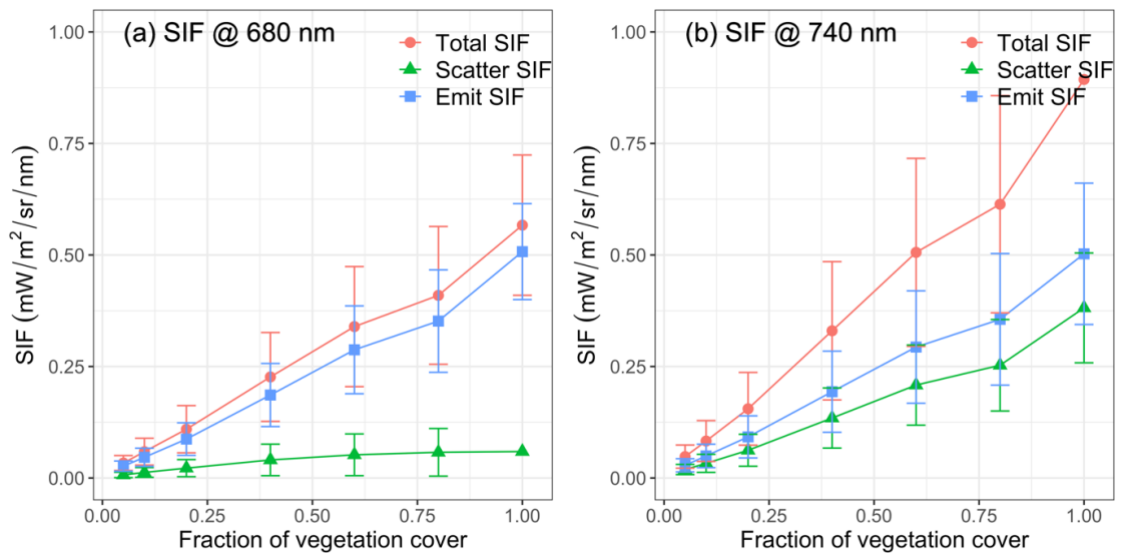 (a) SIF @ 680 nm
Total SIF
Scatter SIF
Emit SIF
1.00
0.75
0.50
0.25
0.00
SIF (mW/m²/sr/nm)
0.00 0.25 0.50 0.75 1.00
Fraction of vegetation cover
(b) SIF @ 740 nm
Total SIF
Scatter SIF
Emit SIF
1.00
0.75
0.50
0.25
0.00
SIF (mW/m²/sr/nm)
0.00 0.25 0.50 0.75 1.00
Fraction of vegetation cover